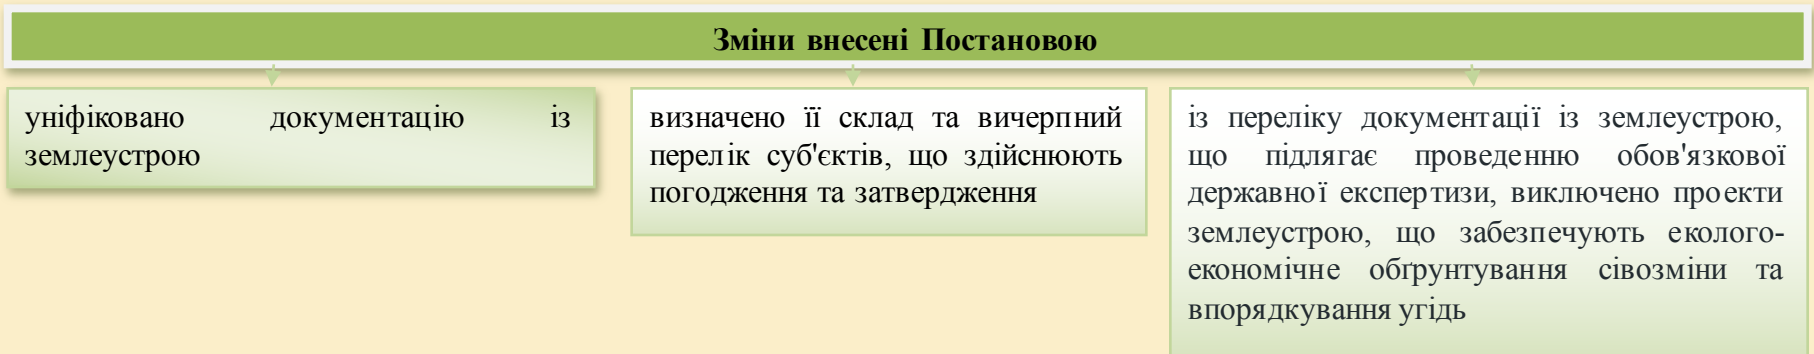 Зміни внесені Постановою
уніфіковано документацію із
землеустрою
визначено її склад та вичерпний
перелік суб'єктів, що здійснюють
погодження та затвердження
із переліку документації із землеустрою,
що підлягає проведенню обов'язкової
державної експертизи, виключено проекти
землеустрою, що забезпечують еколого-
економічне обґрунтування сівозміни та
впорядкування угідь